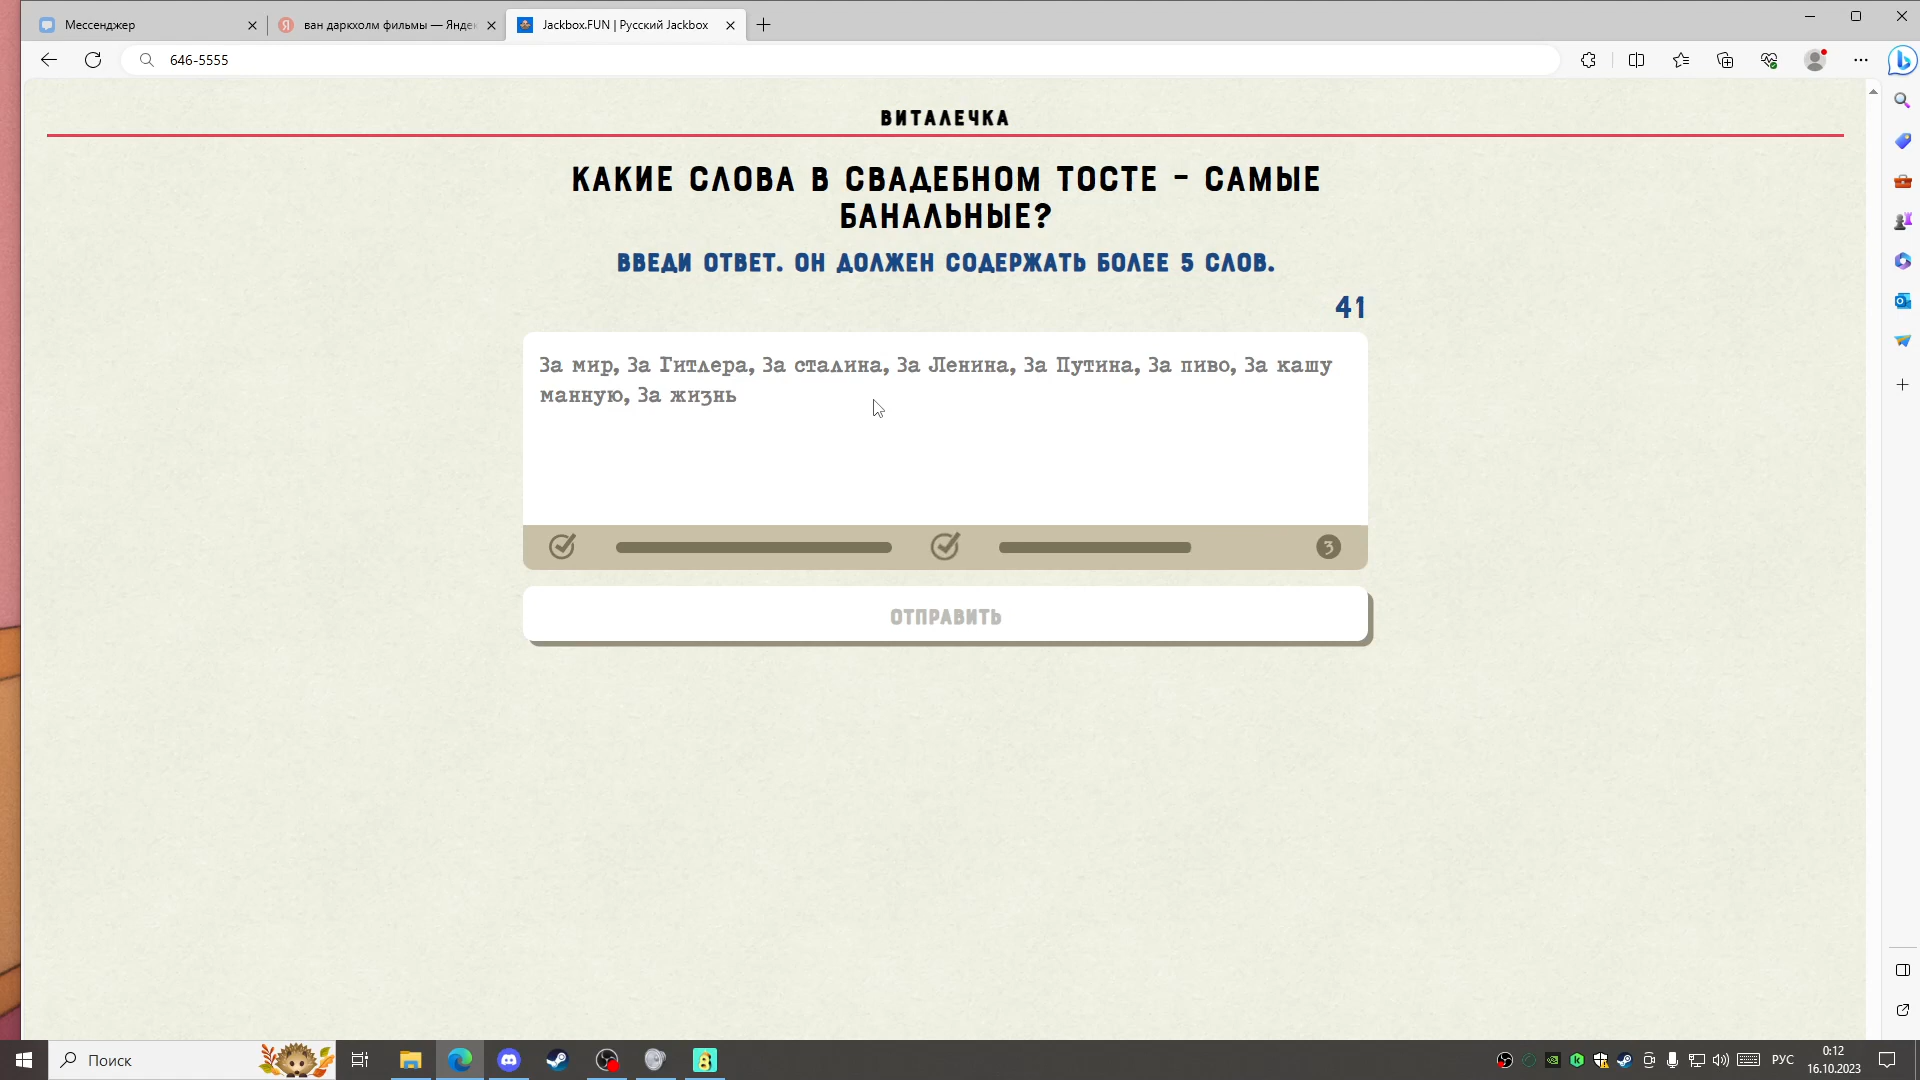 Мессенджер
ван даркхолм фильмы — Яндек
Jackbox.FUN | Русский Jackbox
646-5555
ВИТАЛЕЧКА
КАКИЕ СЛОВА В СВАДЕБНОМ ТОСТЕ - САМЫЕ
БАНАЛЬНЫЕ?
ВВЕДИ ОТВЕТ. ОН ДОЛЖЕН СОДЕРЖАТЬ БОЛЕЕ 5 СЛОВ.
41
За мир, За Гитлера, За сталина, За Ленина, За Путина, За пиво, За кашу
манную, За жизнь
3
ОТПРАВИТЬ
Поиск
РУС
0:12
16.10.2023